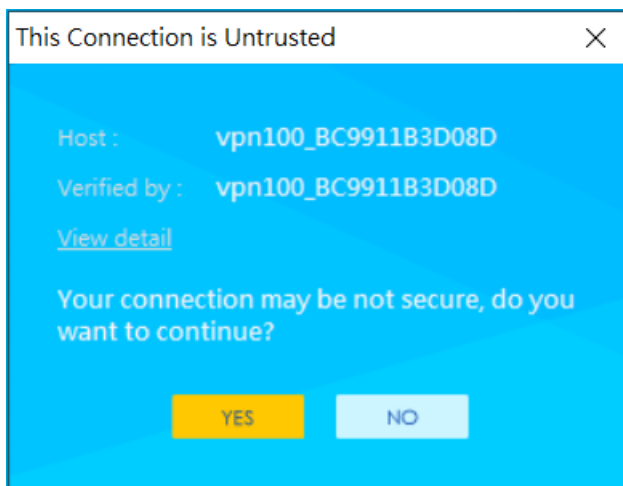 This Connection is Untrusted
Host : vpn100_BC9911B3D08D
Verified by : vpn100_BC9911B3D08D
View detail
Your connection may be not secure, do you
want to continue?
YES NO